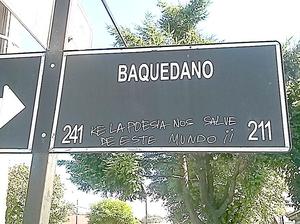 BAQUEDANO
241 KE LA POESIA NOS SALVE 211
DE ESTE MUNDO ¡¡